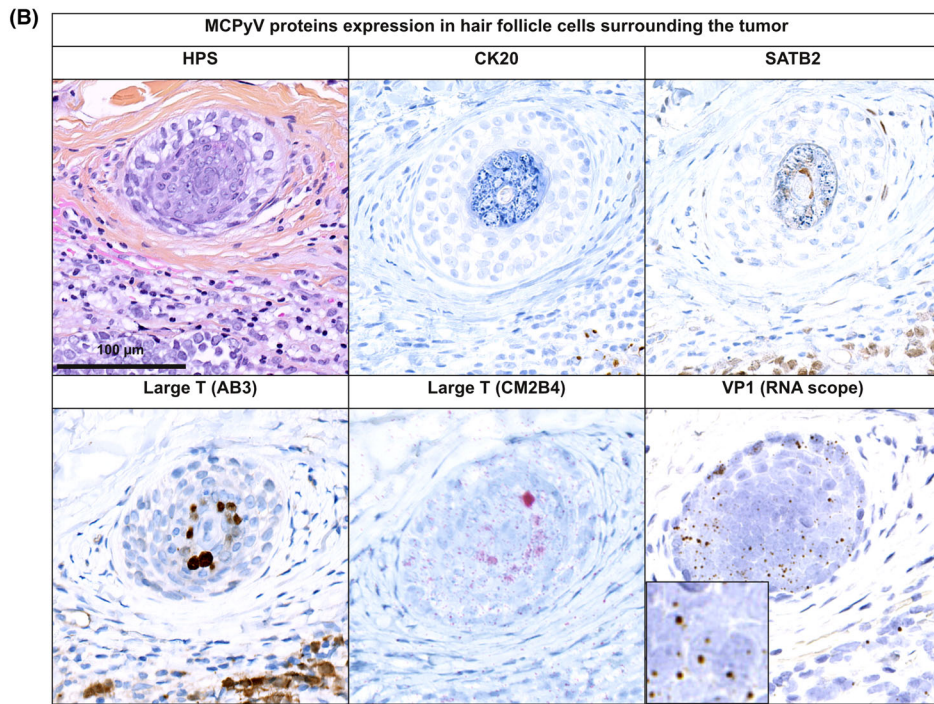 (B)
MCPyV proteins expression in hair follicle cells surrounding the tumor
HPS CK20 SATB2
100 µm
Large T (AB3) Large T (CM2B4) VP1 (RNA scope)